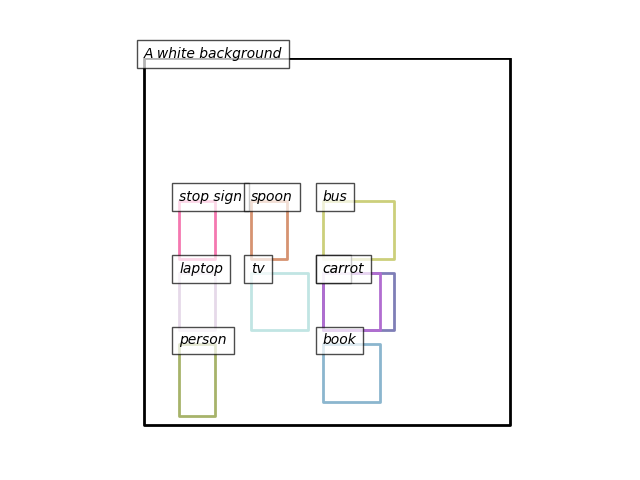 A white background
stop sign
spoon
bus
laptop
tv
carrot
person
book